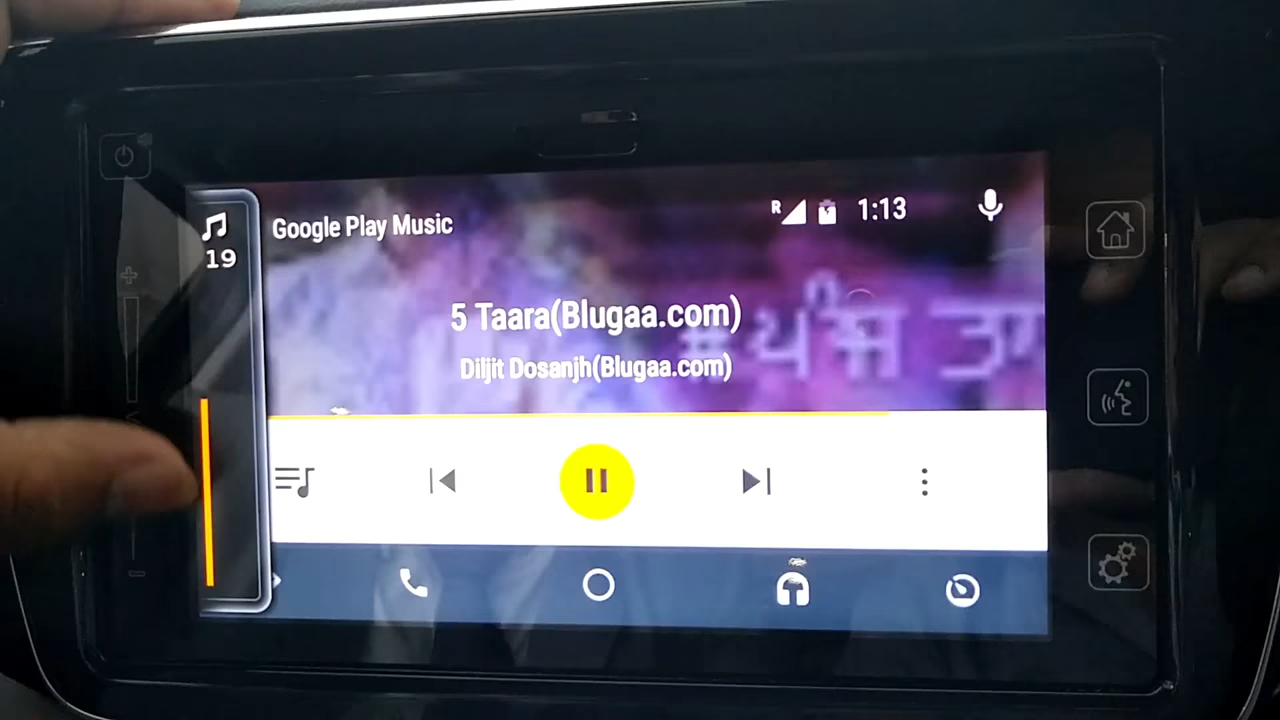 19
Google Play Music
R
1:13
5 Taara(Blugaa.com)
Diljit Dosanjh(Blugaa.com)
#ਪੰਜ